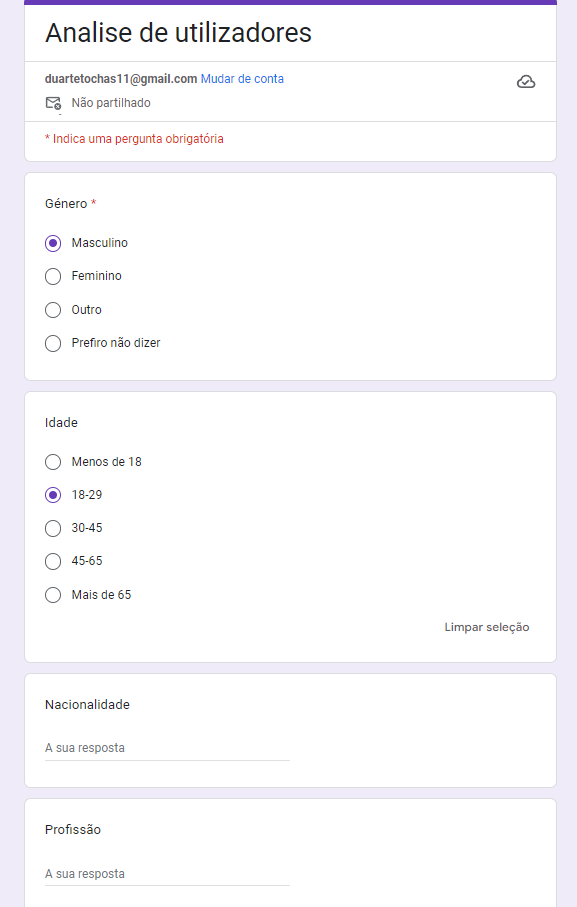 Analise de utilizadores
duartetochas11@gmail.com Mudar de conta
Não partilhado
* Indica uma pergunta obrigatória
Género *
Masculino
Feminino
Outro
Prefiro não dizer
Idade
Menos de 18
18-29
30-45
45-65
Mais de 65
Limpar seleção
Nacionalidade
A sua resposta
Profissão
A sua resposta